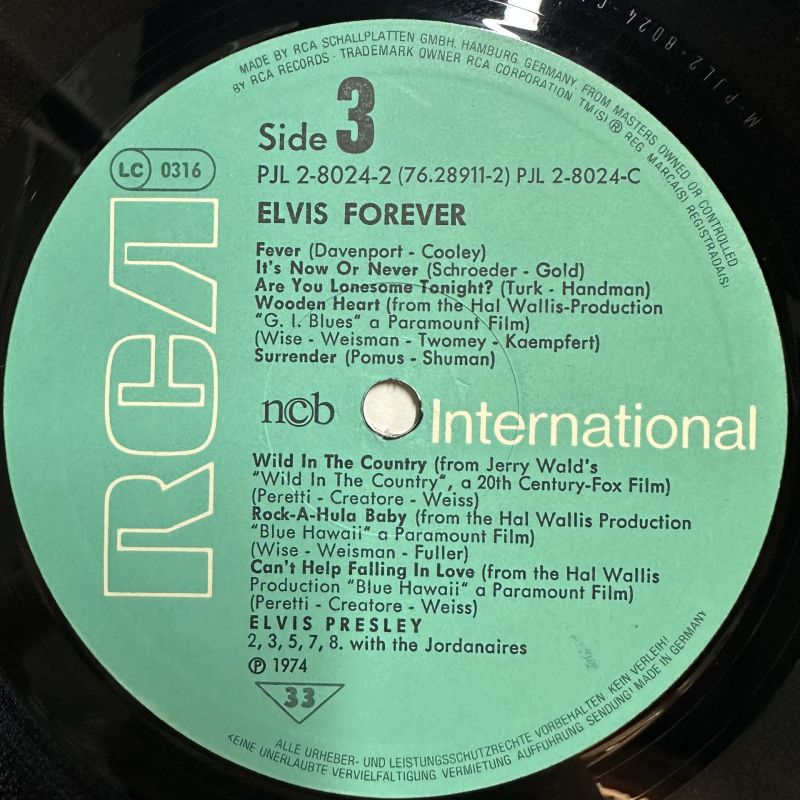 MADE BY RCA SCHALLPLATTEN GMBH, HAMBURG, GERMANY, FROM MASTERS OWNED OR CONTROLLED
BY RCA RECORDS · TRADEMARK OWNER RCA CORPORATION TM(S) ® REG MARCA(S) REGISTRADA(S)
M-PJL2-8024-C
Side 3
LC 0316
PJL 2-8024-2 (76.28911-2) PJL 2-8024-C
ELVIS FOREVER
Fever (Davenport - Cooley)
It's Now Or Never (Schroeder - Gold)
Are You Lonesome Tonight? (Turk - Handman)
Wooden Heart (from the Hal Wallis-Production
"G. I. Blues" a Paramount Film)
(Wise - Weisman - Twomey - Kaempfert)
Surrender (Pomus - Shuman)
RCA
n©b
International
Wild In The Country (from Jerry Wald's
"Wild In The Country", a 20th Century-Fox Film)
(Peretti - Creatore - Weiss)
Rock-A-Hula Baby (from the Hal Wallis Production
"Blue Hawaii" a Paramount Film)
(Wise - Weisman - Fuller)
Can't Help Falling In Love (from the Hal Wallis
Production "Blue Hawaii" a Paramount Film)
(Peretti - Creatore - Weiss)
ELVIS PRESLEY
2, 3, 5, 7, 8. with the Jordanaires
℗ 1974
33
ALLE URHEBER- UND LEISTUNGSSCHUTZRECHTE VORBEHALTEN. KEIN VERLEIH!
KEINE UNERLAUBTE VERVIELFÄLTIGUNG, VERMIETUNG, AUFFÜHRUNG, SENDUNG! MADE IN GERMANY